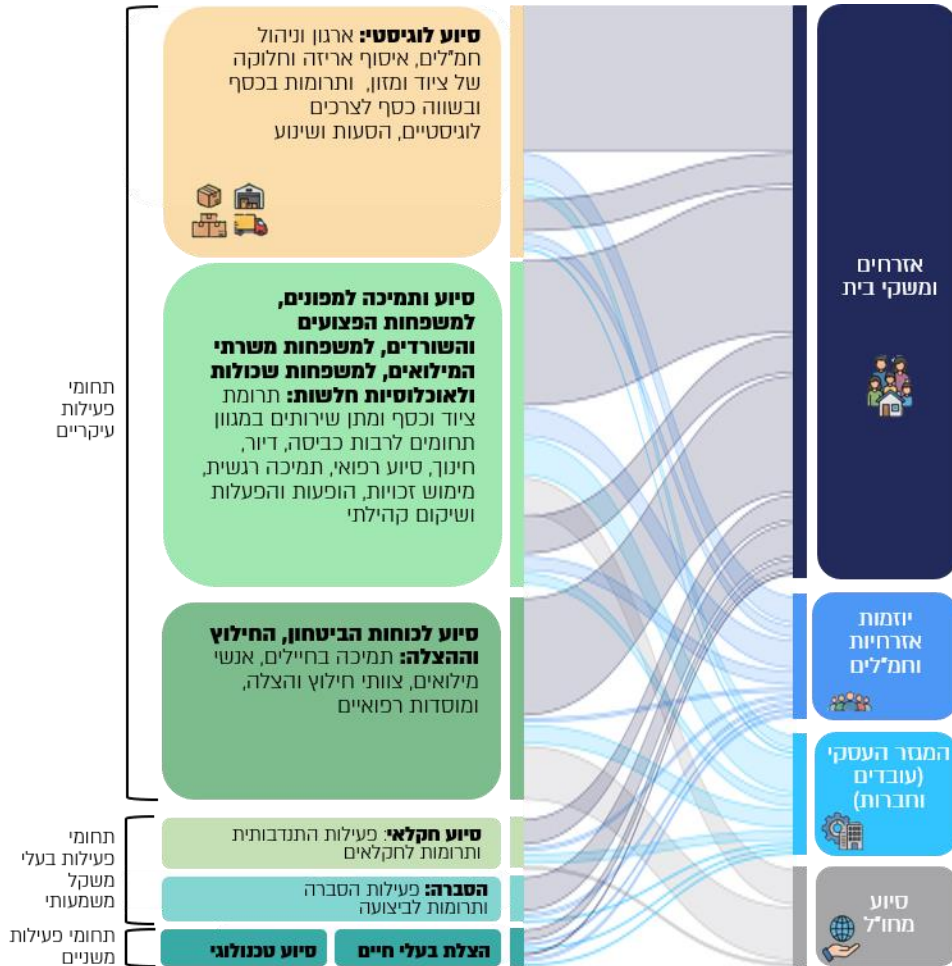 תחומי
פעילות
עיקריים
סיוע לוגיסטי: ארגון וניהול
חמ"לים, איסוף אריזה וחלוקה
של ציוד ומזון, ותרומות בכסף
ובשווה כסף לצרכים
לוגיסטיים, הסעות ושינוע
סיוע ותמיכה למפונים,
למשפחות הפצועים
והשורדים, למשפחות משרתי
המילואים, למשפחות שכולות
ולאוכלוסיות חלשות: תרומת
ציוד וכסף ומתן שירותים במגוון
תחומים לרבות כביסה, דיור,
חינוך, סיוע רפואי, תמיכה רגשית,
מימוש זכויות, הופעות והפעלות
ושיקום קהילתי
סיוע לכוחות הביטחון, החילוץ
וההצלה: תמיכה בחיילים, אנשי
מילואים, צוותי חילוץ והצלה,
ומוסדות רפואיים
תחומי
פעילות בעלי
משקל
משמעותי
סיוע חקלאי: פעילות התנדבותית
ותרומות לחקלאים
הסברה: פעילות הסברה
ותרומות לביצועה
תחומי פעילות
משניים
הצלת בעלי חיים
סיוע טכנולוגי
אזרחים
ומשקי בית
יוזמות
אזרחיות
וחמ"לים
המגזר העסקי
(עובדים
וחברות)
סיוע
מחו"ל